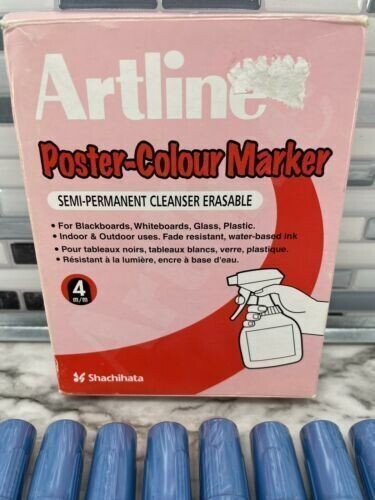 Artline
Poster-Colour Marker
SEMI-PERMANENT CLEANSER ERASABLE
• For Blackboards, Whiteboards, Glass, Plastic.
• Indoor & Outdoor uses. Fade resistant, water-based ink
• Pour tableaux noirs, tableaux blancs, verre, plastique.
• Résistant à la lumière, encre à base d'eau.
4
m/m
Shachihata